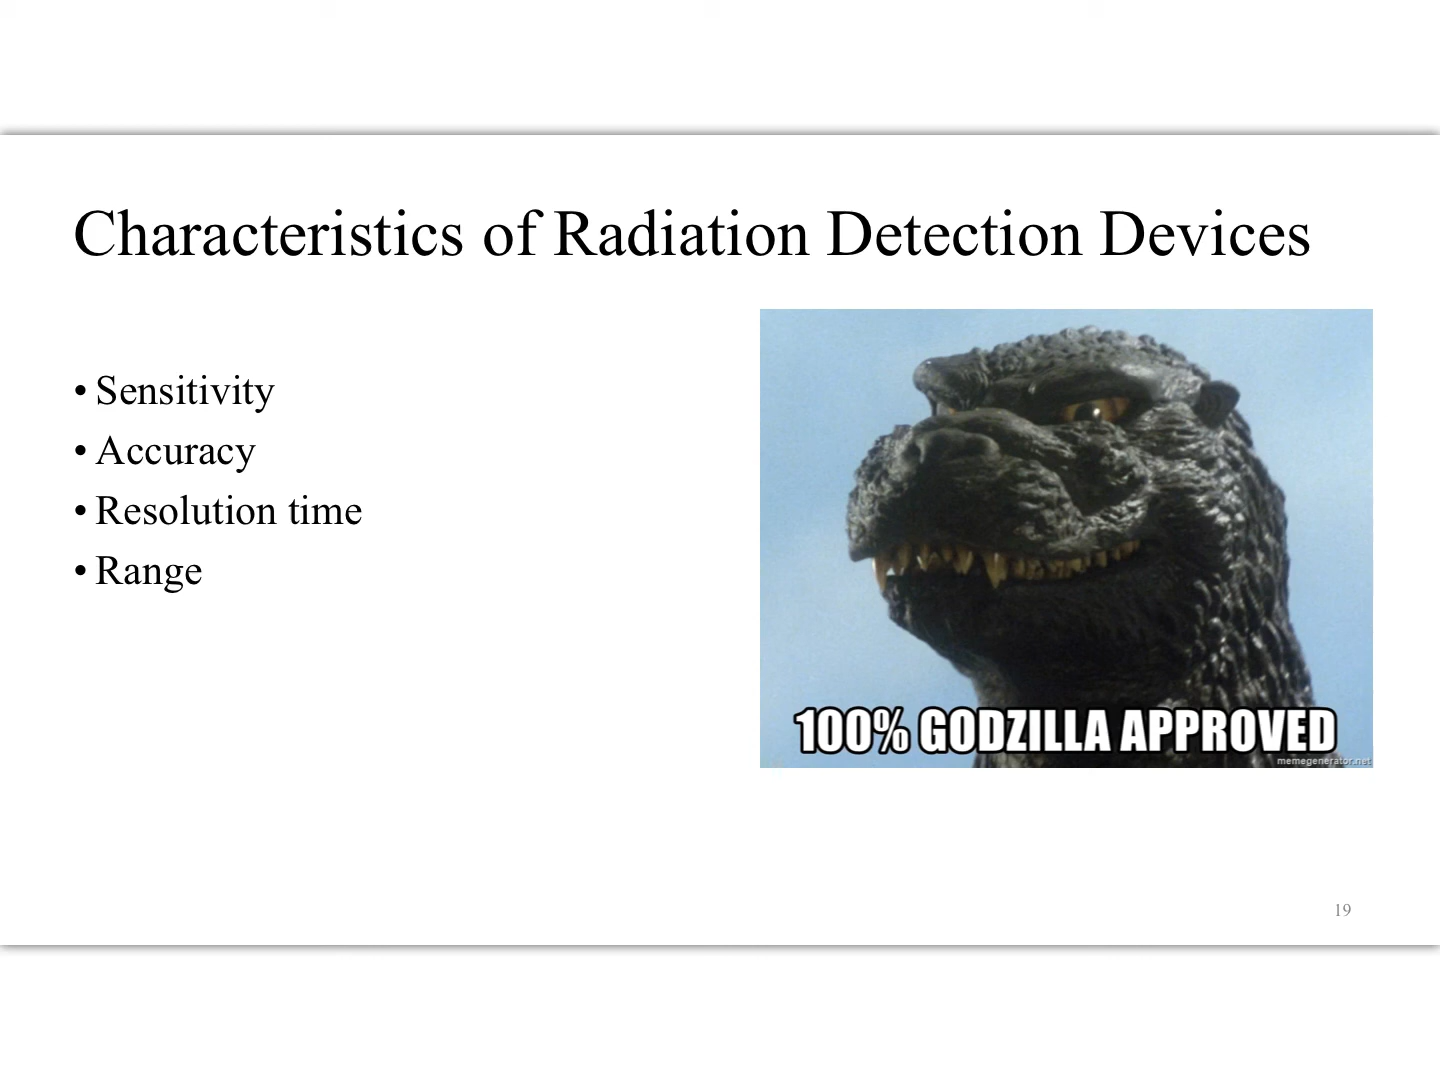 Characteristics of Radiation Detection Devices
• Sensitivity
• Accuracy
• Resolution time
• Range
100% GODZILLA APPROVED
memegenerator.net
19